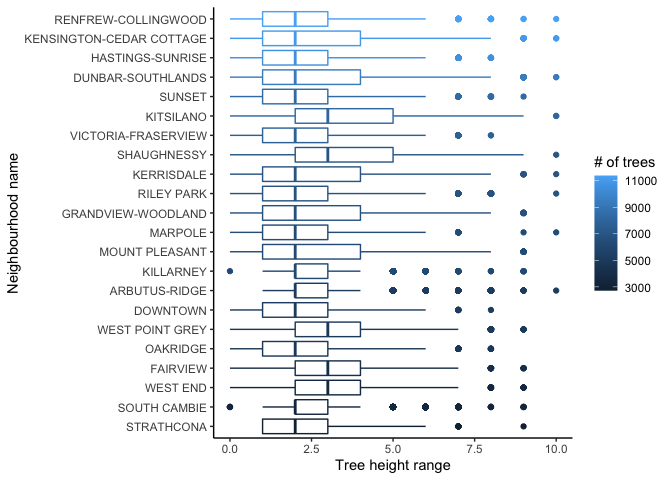 RENFREW-COLLINGWOOD
KENSINGTON-CEDAR COTTAGE
HASTINGS-SUNRISE
DUNBAR-SOUTHLANDS
SUNSET
KITSILANO
VICTORIA-FRASERVIEW
SHAUGHNESSY
KERRISDALE
RILEY PARK
GRANDVIEW-WOODLAND
MARPOLE
MOUNT PLEASANT
KILLARNEY
ARBUTUS-RIDGE
DOWNTOWN
WEST POINT GREY
OAKRIDGE
FAIRVIEW
WEST END
SOUTH CAMBIE
STRATHCONA
Neighbourhood name
0.0 2.5 5.0 7.5 10.0
Tree height range
# of trees
11000
9000
7000
5000
3000